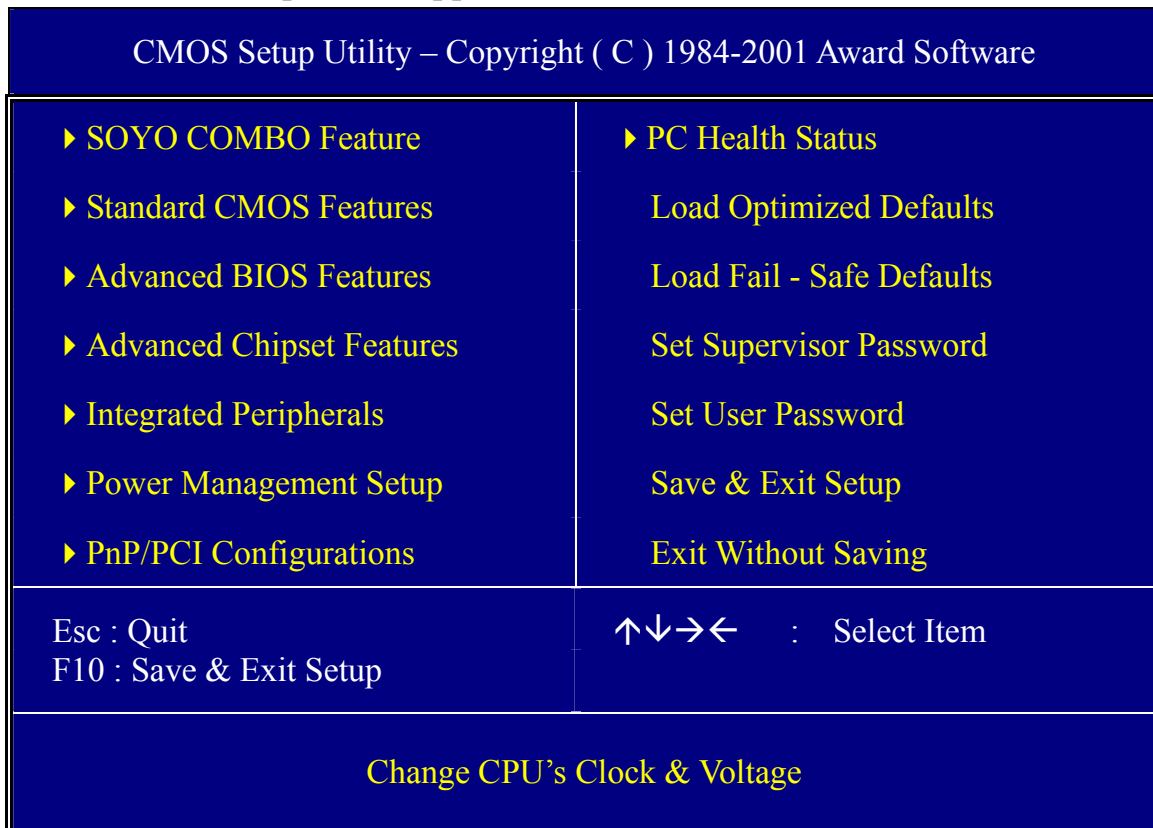 CMOS Setup Utility – Copyright ( C ) 1984-2001 Award Software
SOYO COMBO Feature
Standard CMOS Features
Advanced BIOS Features
Advanced Chipset Features
Integrated Peripherals
Power Management Setup
PnP/PCI Configurations
PC Health Status
Load Optimized Defaults
Load Fail - Safe Defaults
Set Supervisor Password
Set User Password
Save & Exit Setup
Exit Without Saving
Esc : Quit
F10 : Save & Exit Setup
↑↓→← : Select Item
Change CPU’s Clock & Voltage